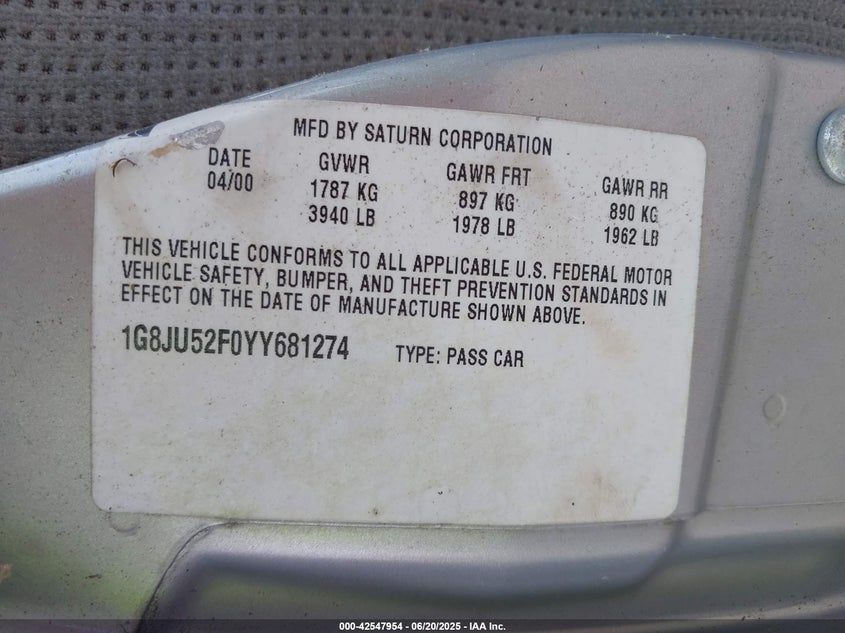 MFD BY SATURN CORPORATION
DATE GVWR GAWR FRT GAWR RR
04/00 1787 KG 897 KG 890 KG
3940 LB 1978 LB 1962 LB
THIS VEHICLE CONFORMS TO ALL APPLICABLE U.S. FEDERAL MOTOR
VEHICLE SAFETY, BUMPER, AND THEFT PREVENTION STANDARDS IN
EFFECT ON THE DATE OF MANUFACTURE SHOWN ABOVE.
1G8JU52F0YY681274 TYPE: PASS CAR
000-42547954 - 06/20/2025 - IAA Inc.